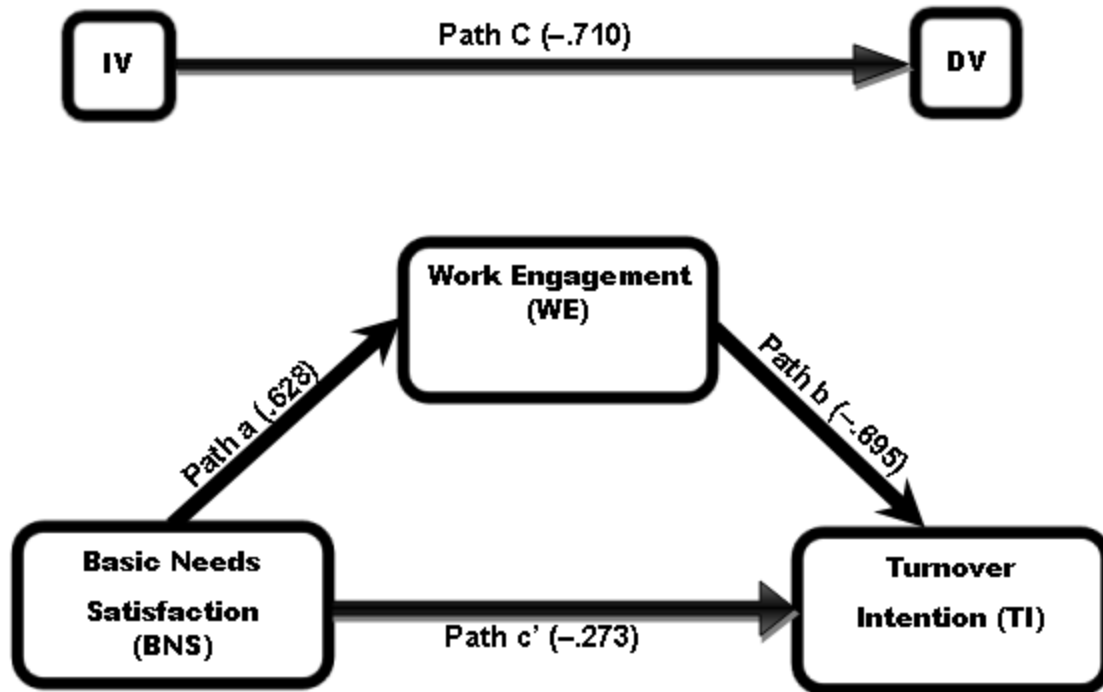 Path C (–.710)
IV
DV
Work Engagement
(WE)
Path a (.628)
Path b (–.695)
Basic Needs
Satisfaction
(BNS)
Turnover
Intention (TI)
Path c’ (–.273)